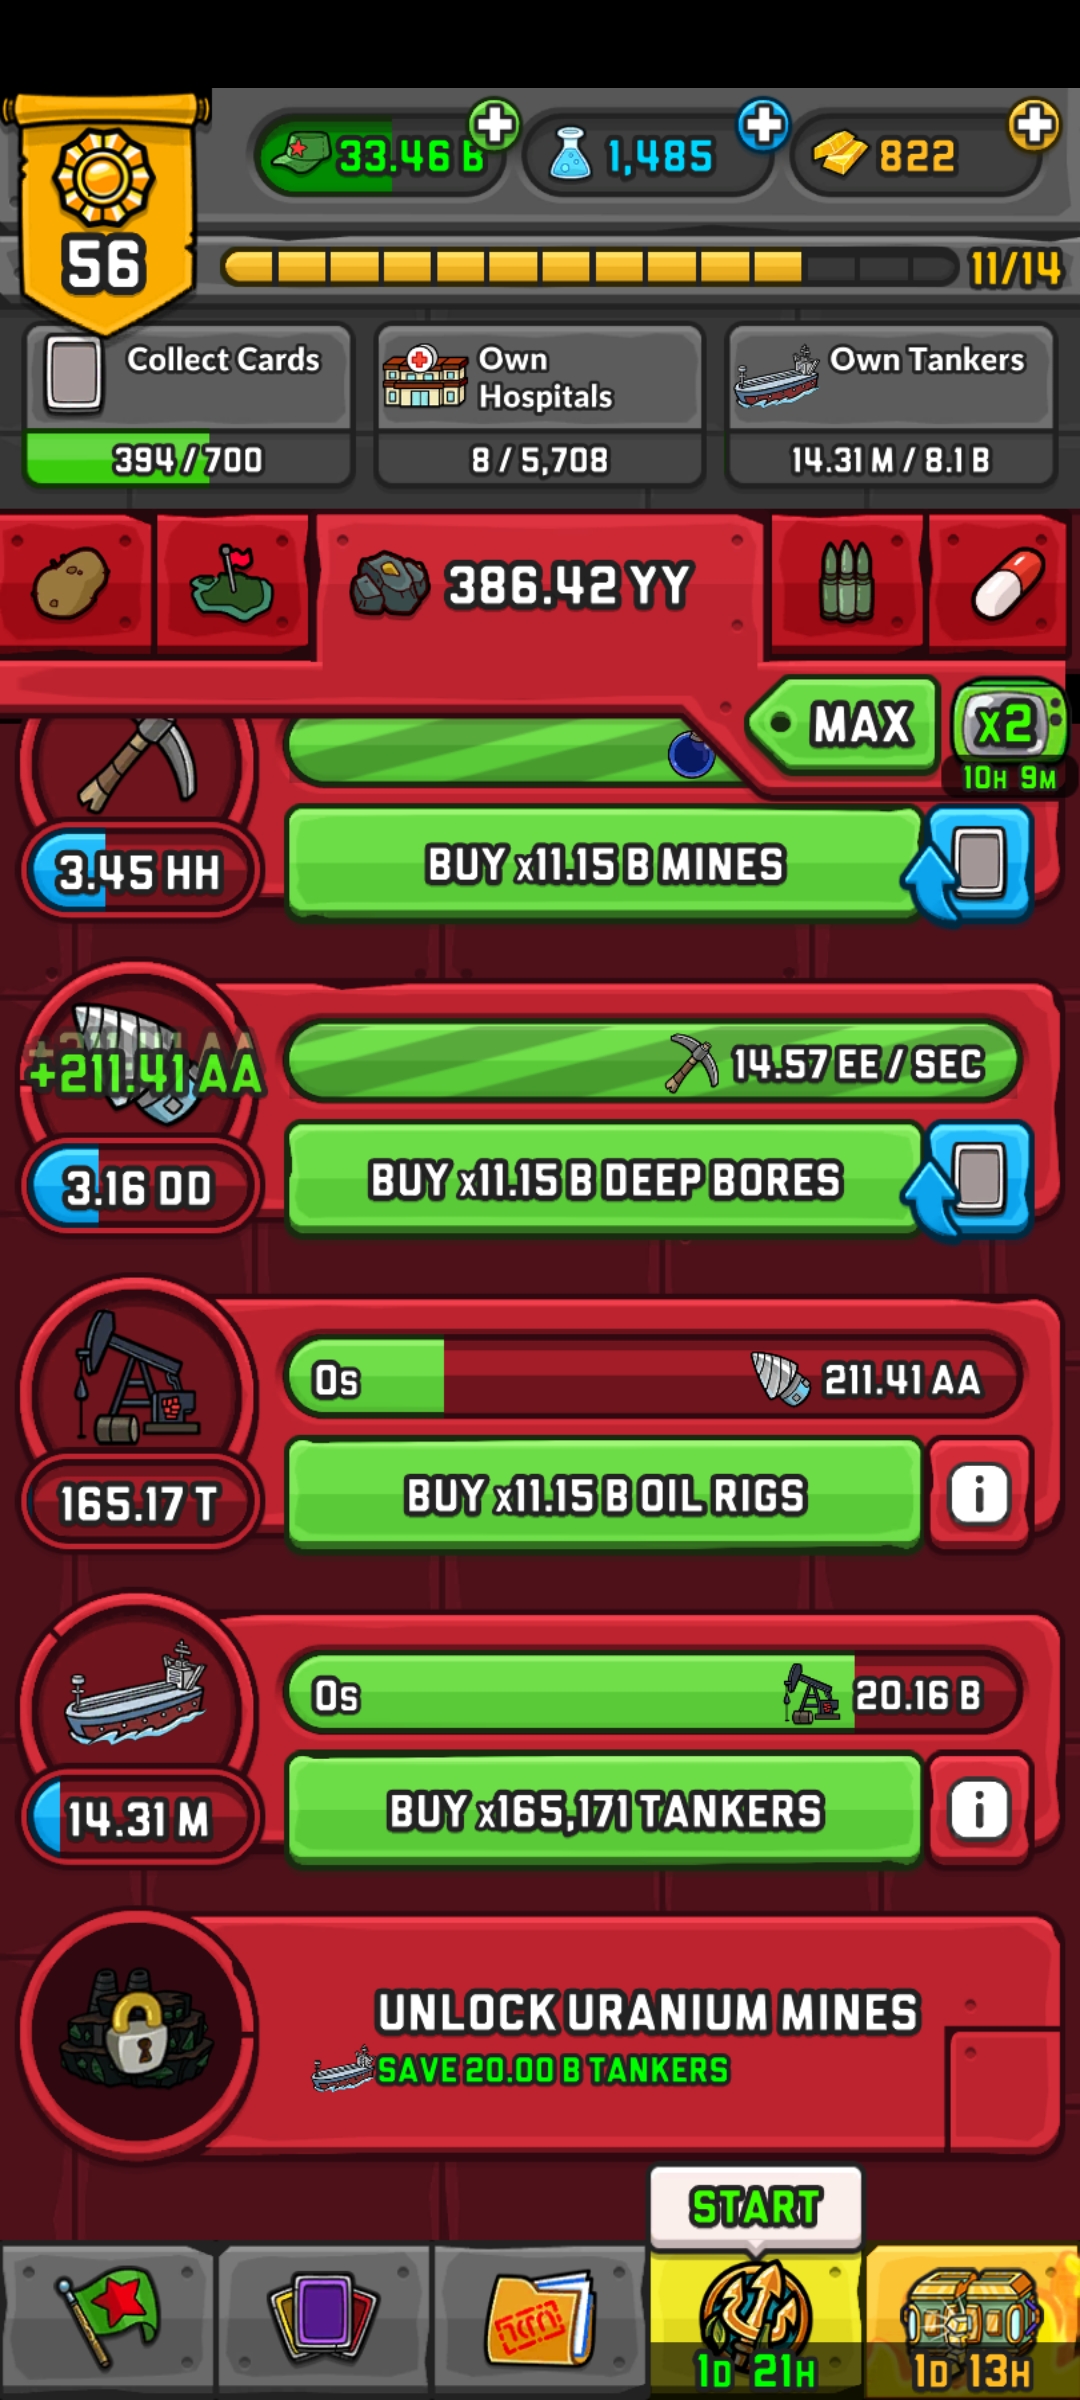 33.46 B
1,485
822
56
11/14
Collect Cards
394/700
Own
Hospitals
8/5,708
Own Tankers
14.31 M/8.1 B
386.42 YY
MAX
X2
10H 9M
3.45 HH
BUY x11.15 B MINES
+211.41 AA
14.57 EE / SEC
3.16 DD
BUY x11.15 B DEEP BORES
0s
211.41 AA
165.17 T
BUY x11.15 B OIL RIGS
i
0s
20.16 B
14.31 M
BUY x165,171 TANKERS
i
UNLOCK URANIUM MINES
SAVE 20.00 B TANKERS
START
1D 21H
1D 13H